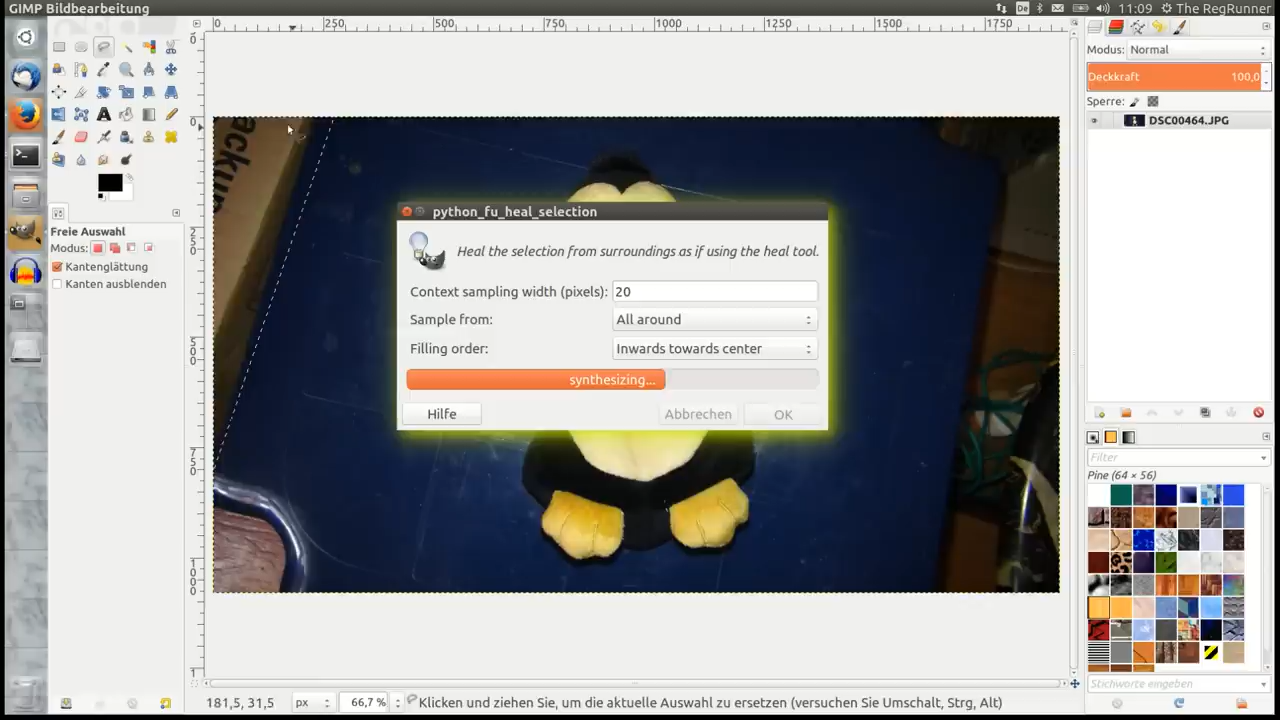 GIMP Bildbearbeitung
De
11:09
The RegRunner
250
500
750
1000
1250
1500
1750
Modus: Normal
Deckkraft 100,0
Sperre:
DSC00464.JPG
ackup
python_fu_heal_selection
Heal the selection from surroundings as if using the heal tool.
Context sampling width (pixels): 20
Sample from: All around
Filling order: Inwards towards center
synthesizing...
Hilfe
Abbrechen
OK
Freie Auswahl
Modus:
Kantenglättung
Kanten ausblenden
Filter
Pine (64 × 56)
Stichworte eingeben
181,5, 31,5
px
66,7 %
Klicken und ziehen Sie, um die aktuelle Auswahl zu ersetzen (versuchen Sie Umschalt, Strg, Alt)